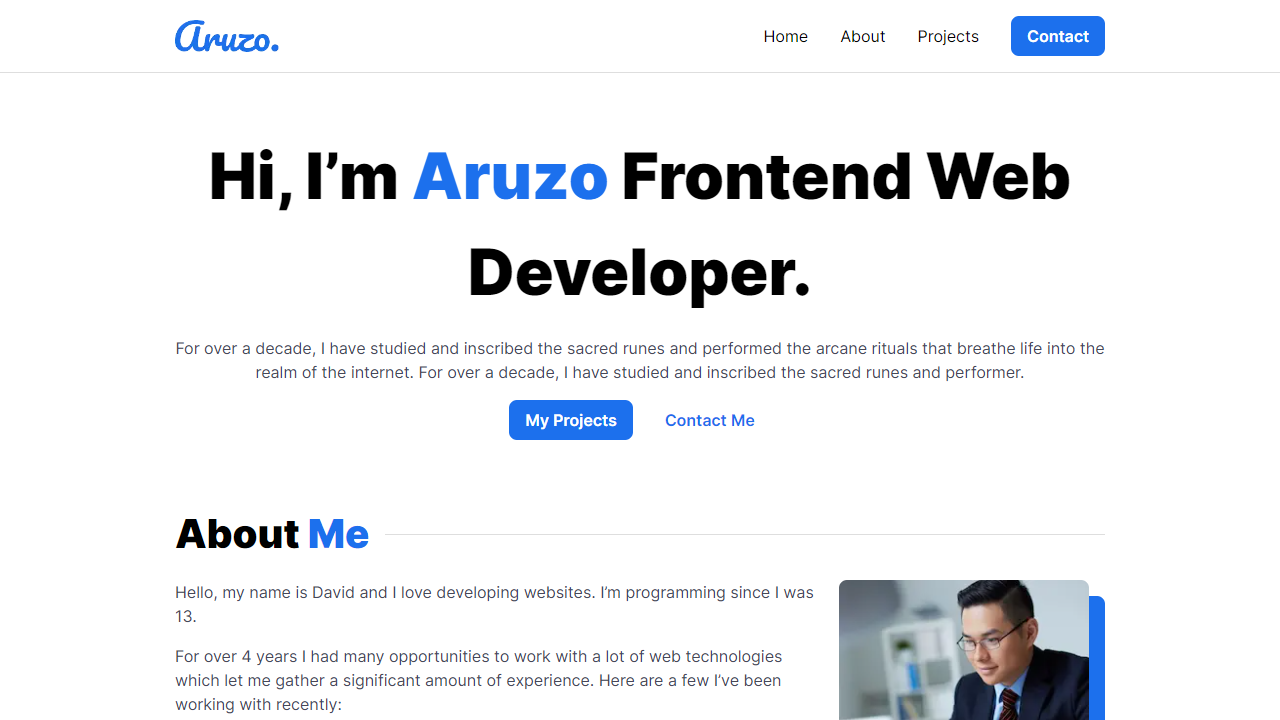 Aruzo.
Home About Projects Contact
Hi, I’m Aruzo Frontend Web
Developer.
For over a decade, I have studied and inscribed the sacred runes and performed the arcane rituals that breathe life into the
realm of the internet. For over a decade, I have studied and inscribed the sacred runes and performer.
My Projects Contact Me
About Me
Hello, my name is David and I love developing websites. I’m programming since I was
13.
For over 4 years I had many opportunities to work with a lot of web technologies
which let me gather a significant amount of experience. Here are a few I’ve been
working with recently: